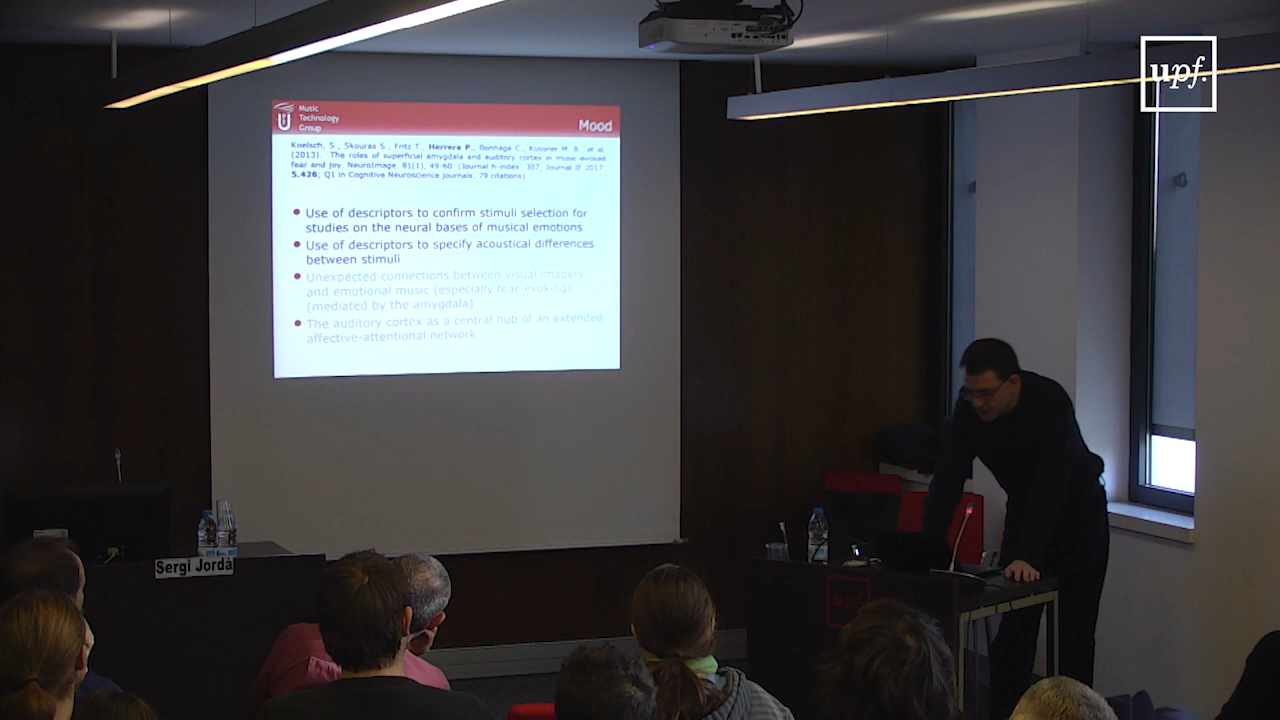 upf.
Music
Technology
Group
Mood
Koelsch, S., Skouras S., Fritz T., Herrera P., Bonhage C., Küssner M. B., et al.
(2013). The roles of superficial amygdala and auditory cortex in music-evoked
fear and joy. NeuroImage, 81(1), 49-60. (Journal h-index: 307; Journal IF 2017:
5.426; Q1 in Cognitive Neuroscience journals; 79 citations)
Use of descriptors to confirm stimuli selection for
studies on the neural bases of musical emotions
Use of descriptors to specify acoustical differences
between stimuli
Unexpected connections between visual imagery
and emotional music (especially fear-evoking)
(mediated by the amygdala)
The auditory cortex as a central hub of an extended
affective-attentional network
Sergi Jordà
upf.